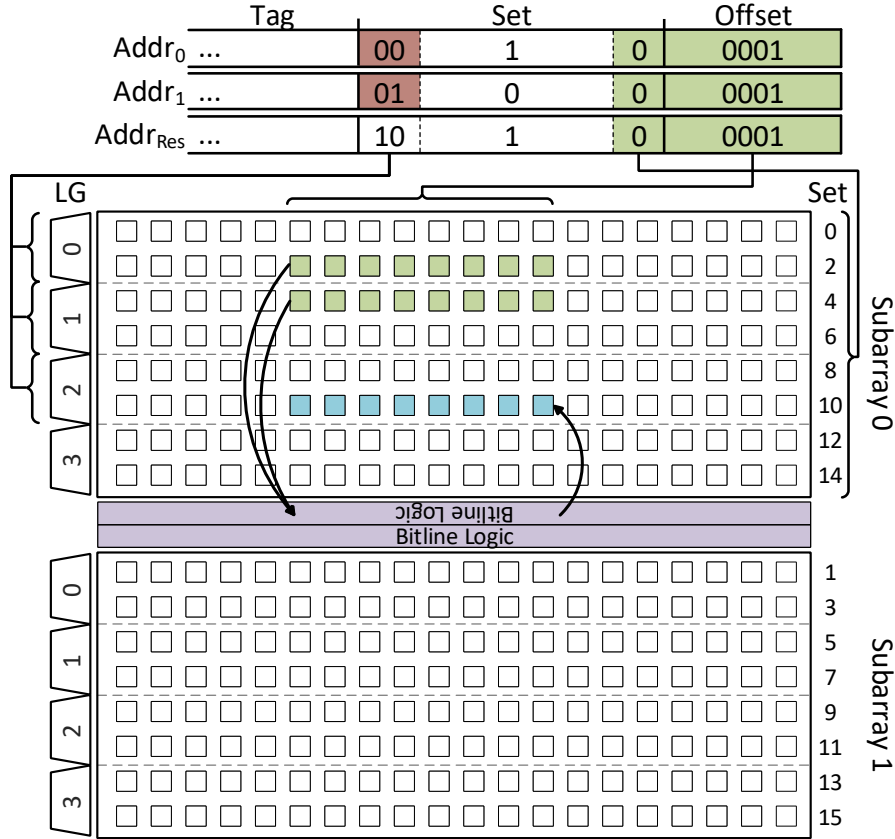 Tag Set Offset
Addr0 ... 00 1 0 0001
Addr1 ... 01 0 0 0001
AddrRes ... 10 1 0 0001
LG Set
0 0
2
1 4
6
2 8
10
3 12
14
Subarray 0
Bitline Logic
Bitline Logic
0 1
3
1 5
7
2 9
11
3 13
15
Subarray 1